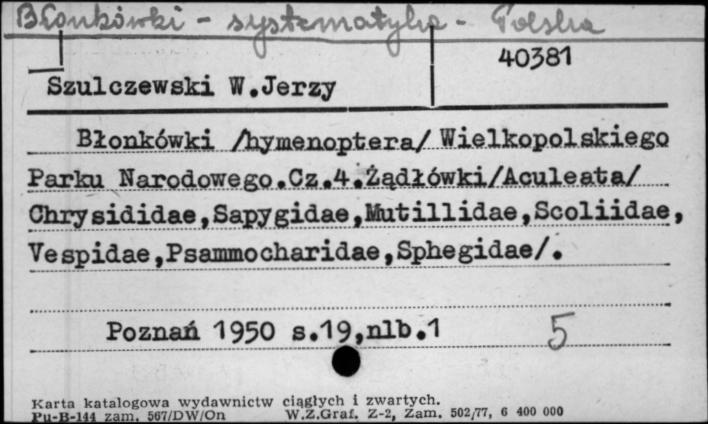 Błonkówki - systematyka - Polska
40381
Szulczewski W.Jerzy
Błonkówki /hymenoptera/ Wielkopolskiego
Parku Narodowego.Cz.4.Żądłówki/Aculeata/
Chrysididae,Sapygidae,Mutillidae,Scoliidae,
Vespidae,Psammocharidae,Sphegidae/.
Poznań 1950 s.19,nlb.1
5
Karta katalogowa wydawnictw ciągłych i zwartych.
Pu-B-144 zam. 567/DW/On W.Z.Graf. Z-2, Zam. 502/77, 6 400 000